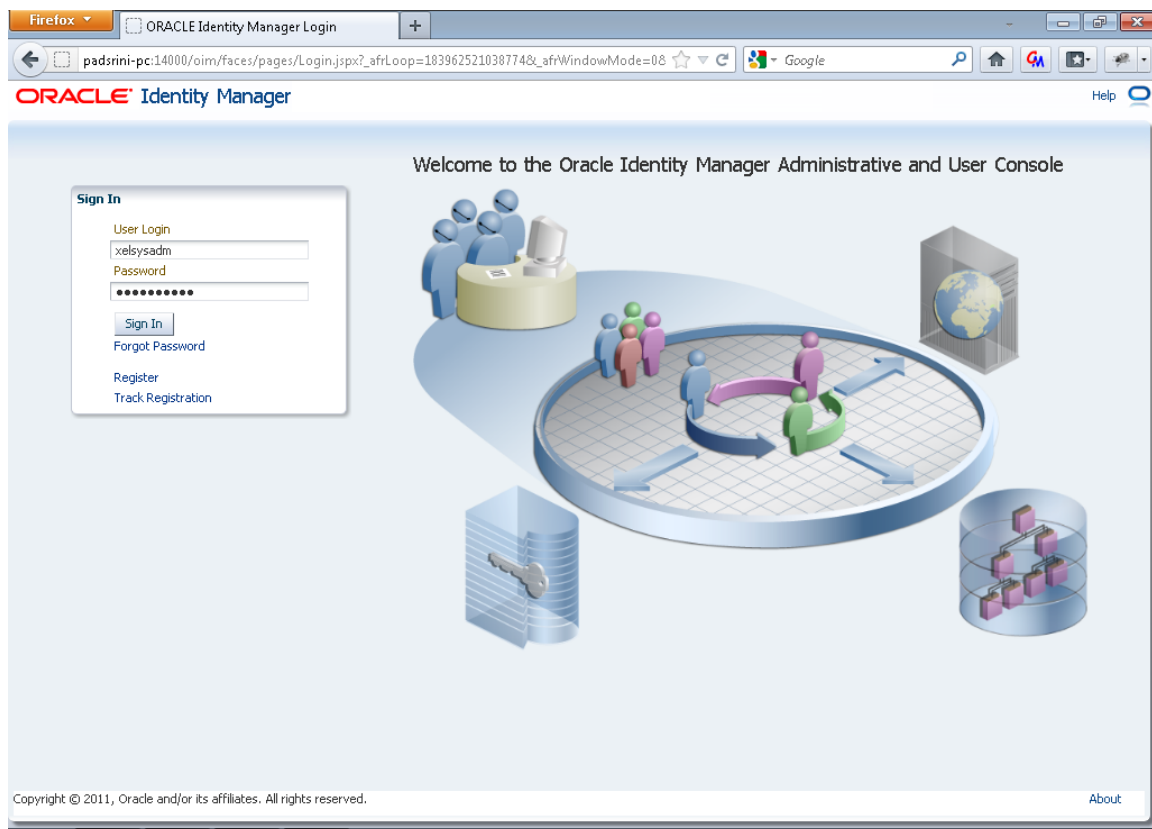 Firefox
ORACLE Identity Manager Login
padsrini-pc:14000/oim/faces/pages/Login.jspx?_afrLoop=183962521038774&_afrWindowMode=0&
Google
ORACLE Identity Manager
Help
Welcome to the Oracle Identity Manager Administrative and User Console
Sign In
User Login
xelsysadm
Password
Sign In
Forgot Password
Register
Track Registration
Copyright © 2011, Oracle and/or its affiliates. All rights reserved.
About